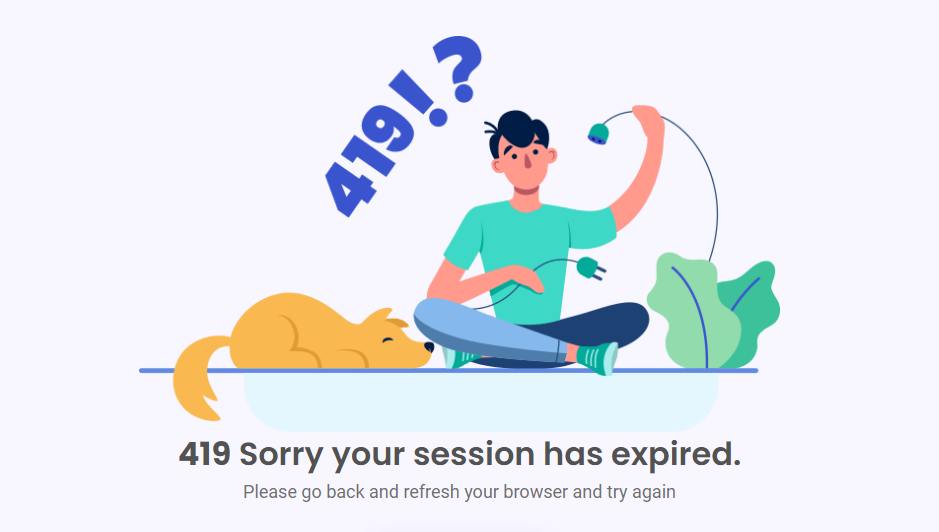 419!?
419 Sorry your session has expired.
Please go back and refresh your browser and try again